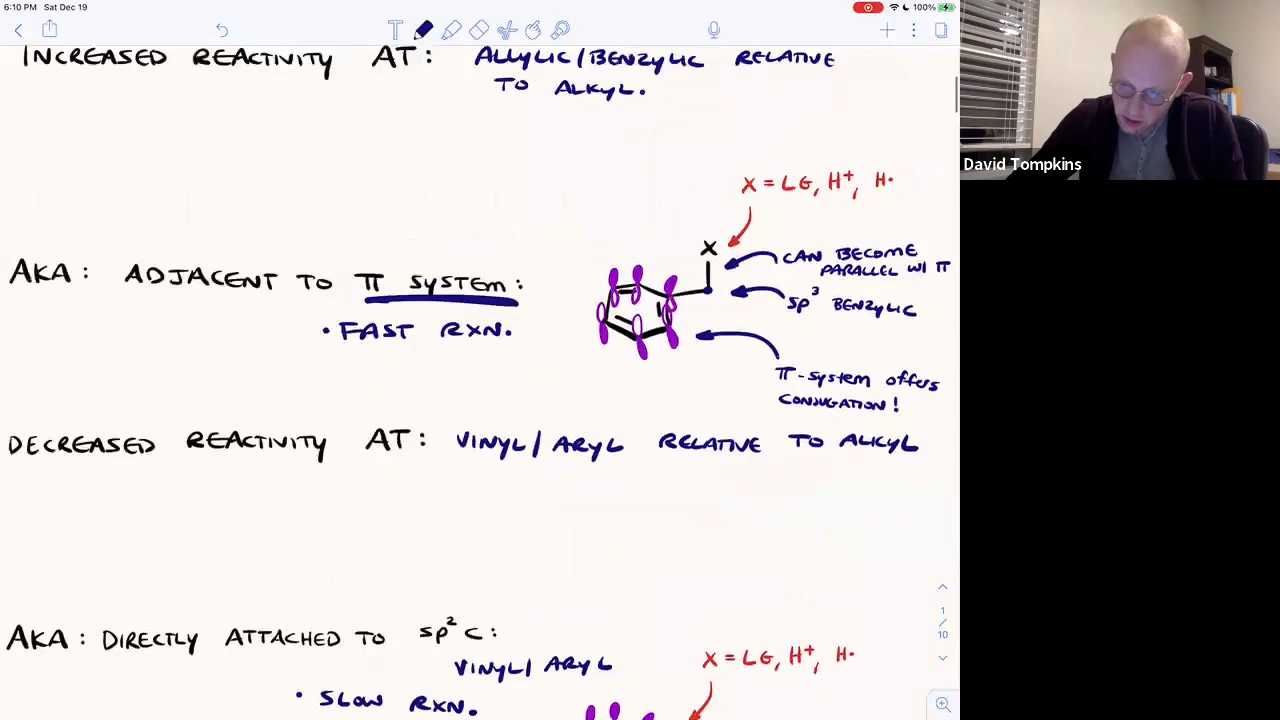 6:10 PM Sat Dec 19
100%
INCREASED REACTIVITY AT: ALLYLIC/BENZYLIC RELATIVE
TO ALKYL.
David Tompkins
X = LG, H+, H·
X
CAN BECOME
PARALLEL W/ π
AKA: ADJACENT TO π SYSTEM:
sp³ BENZYLIC
• FAST RXN.
π-system offers
CONJUGATION!
DECREASED REACTIVITY AT: VINYL/ARYL RELATIVE TO ALKYL
1
/
10
AKA: DIRECTLY ATTACHED TO sp² C:
VINYL/ARYL
X = LG, H+, H·
• SLOW RXN.